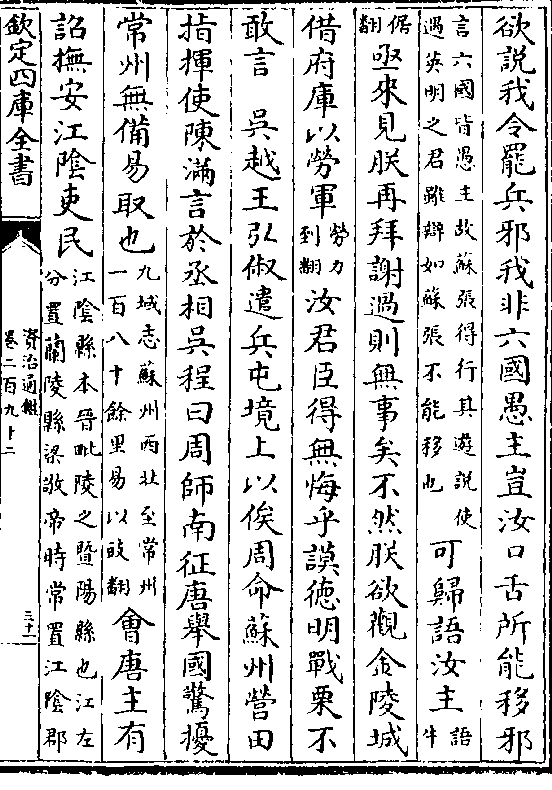 欲說我令罷兵邪我非六國愚主豈汝口舌所能移邪
言六國皆愚主故蘇張得行其遊說使
遇英明之君雖辯如蘇張不能移也
可歸語汝主
語
牛
倨
翻
亟來見朕再拜謝過則無事矣不然朕欲觀金陵城
借府庫以勞軍
勞力
到翻
汝君臣得無悔乎謨德明戰栗不
敢言 吳越王弘俶遣兵屯境上以俟周命蘇州營田
指揮使陳滿言於丞相吳程曰周師南征唐舉國驚擾
常州無備易取也
九域志蘇州西北至常州
一百八十餘里易以䜴翻
會唐主有
詔撫安江陰吏民
江陰縣本晉毗陵之暨陽縣也江左
分置蘭陵縣梁敬帝時常置江陰郡
欽定四庫全書
資治通鑑
卷二百九十二
三十一